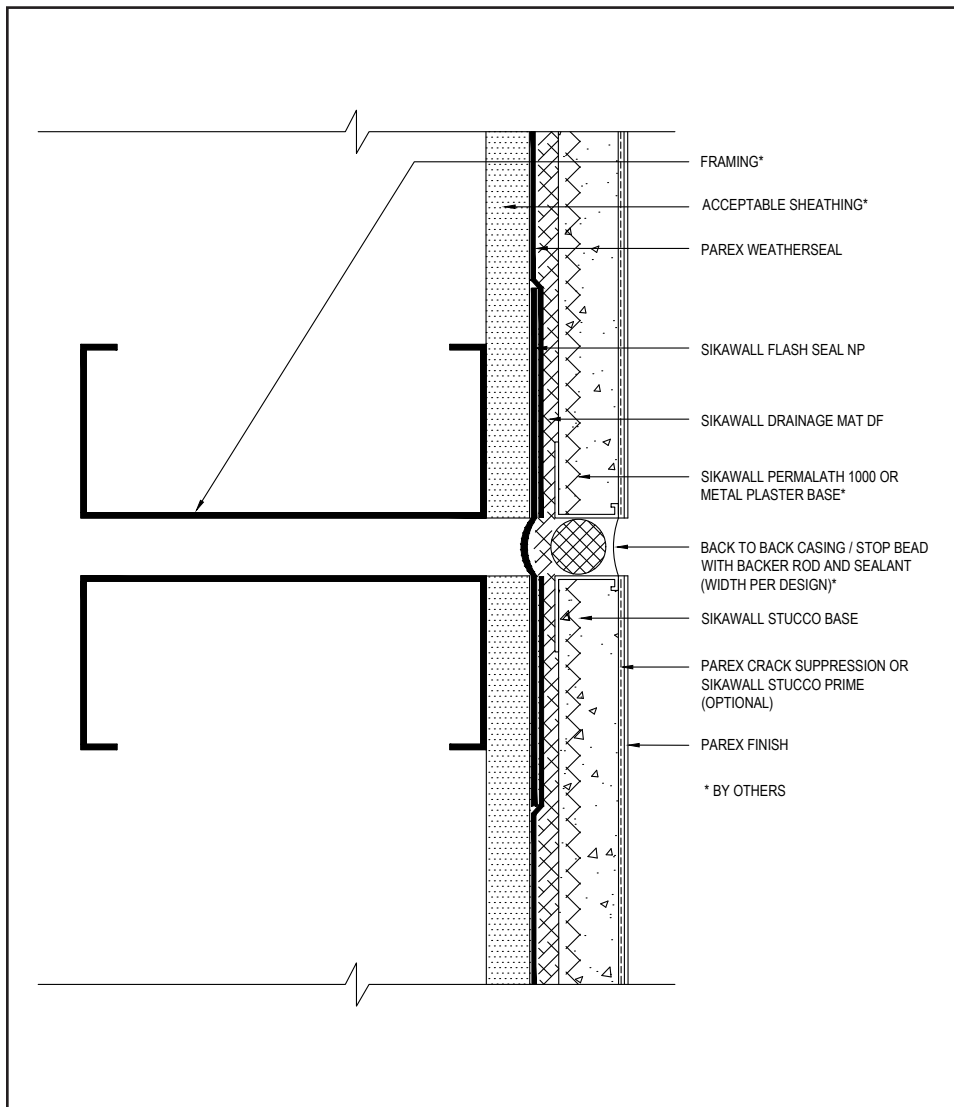 FRAMING*
ACCEPTABLE SHEATHING*
PAREX WEATHERSEAL
SIKAWALL FLASH SEAL NP
SIKAWALL DRAINAGE MAT DF
SIKAWALL PERMALATH 1000 OR
METAL PLASTER BASE*
BACK TO BACK CASING / STOP BEAD
WITH BACKER ROD AND SEALANT
(WIDTH PER DESIGN)*
SIKAWALL STUCCO BASE
PAREX CRACK SUPPRESSION OR
SIKAWALL STUCCO PRIME
(OPTIONAL)
PAREX FINISH
* BY OTHERS